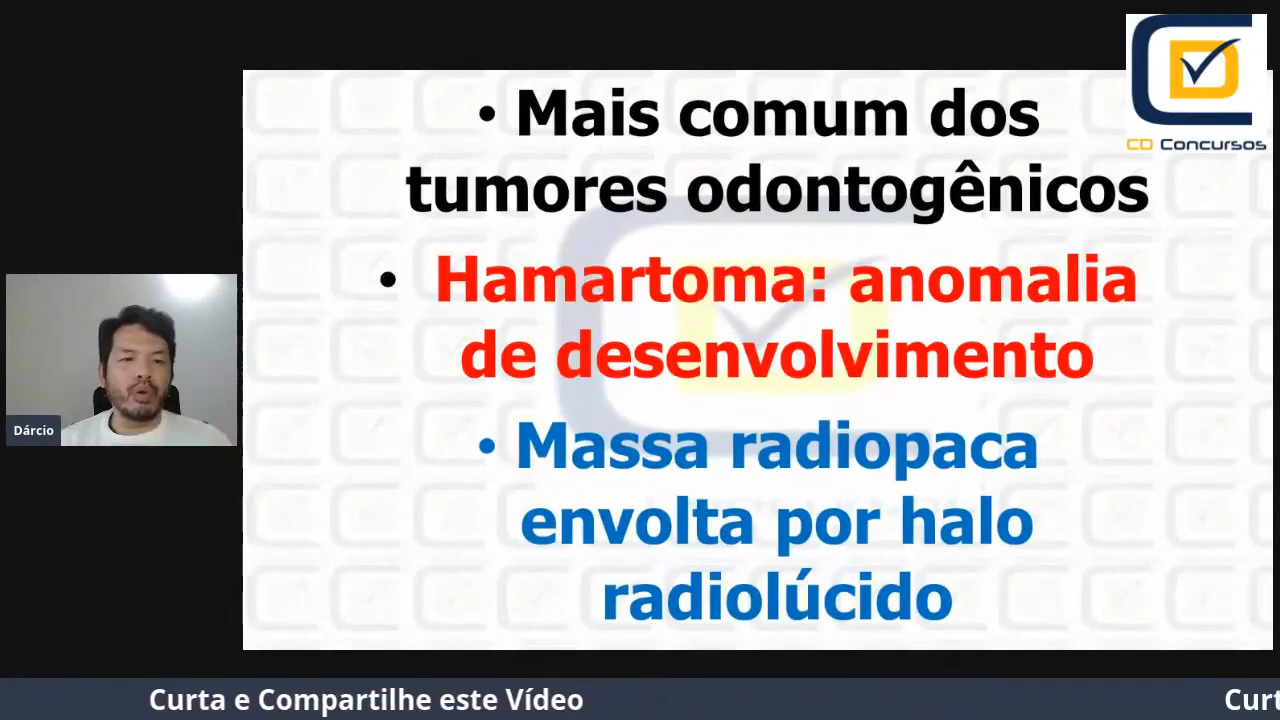 CD Concursos
• Mais comum dos
tumores odontogênicos
• Hamartoma: anomalia
de desenvolvimento
• Massa radiopaca
envolta por halo
radiolúcido
Dárcio
Curta e Compartilhe este Vídeo
Curt